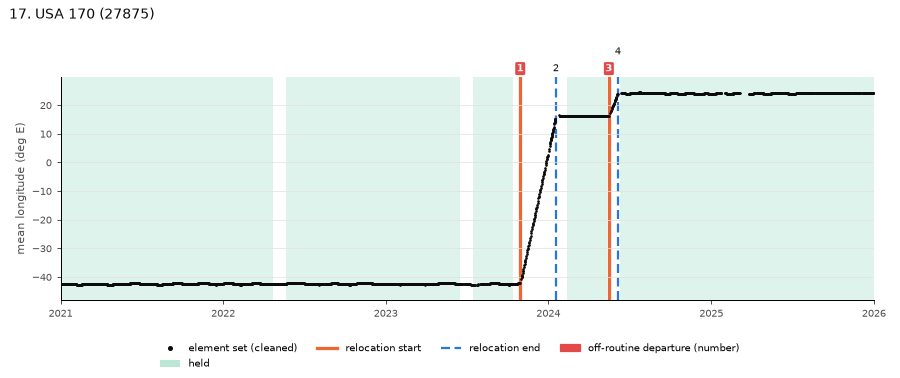 17. USA 170 (27875)
4
1 2 3
mean longitude (deg E)
20
10
0
−10
−20
−30
−40
2021 2022 2023 2024 2025 2026
element set (cleaned) relocation start relocation end off-routine departure (number)
held